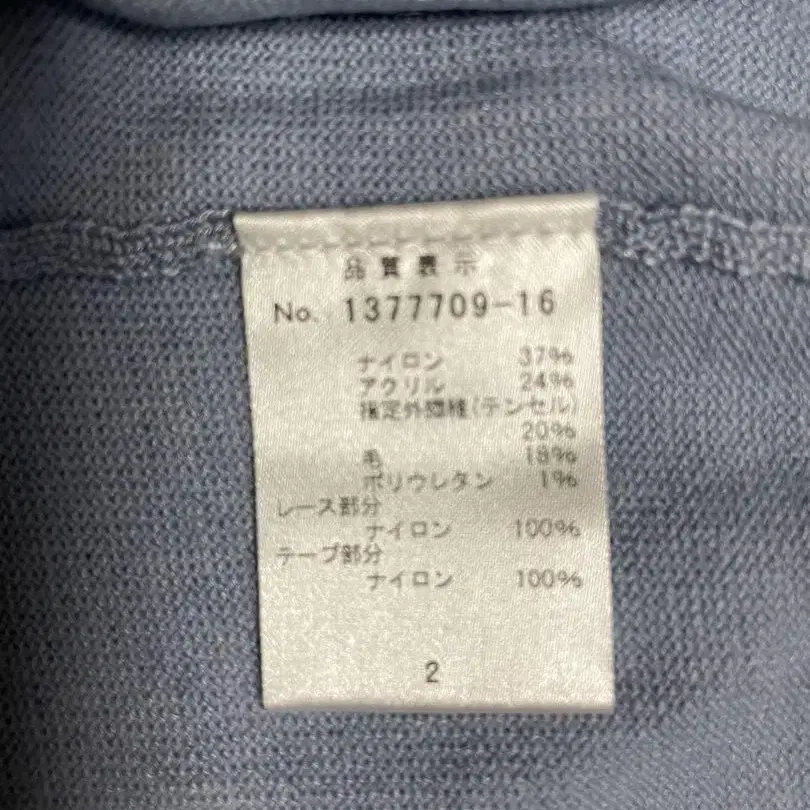 品質表示
No. 1377709-16
ナイロン 37%
アクリル 24%
指定外繊維(テンセル)
20%
毛 18%
ポリウレタン 1%
レース部分
ナイロン 100%
テープ部分
ナイロン 100%
2